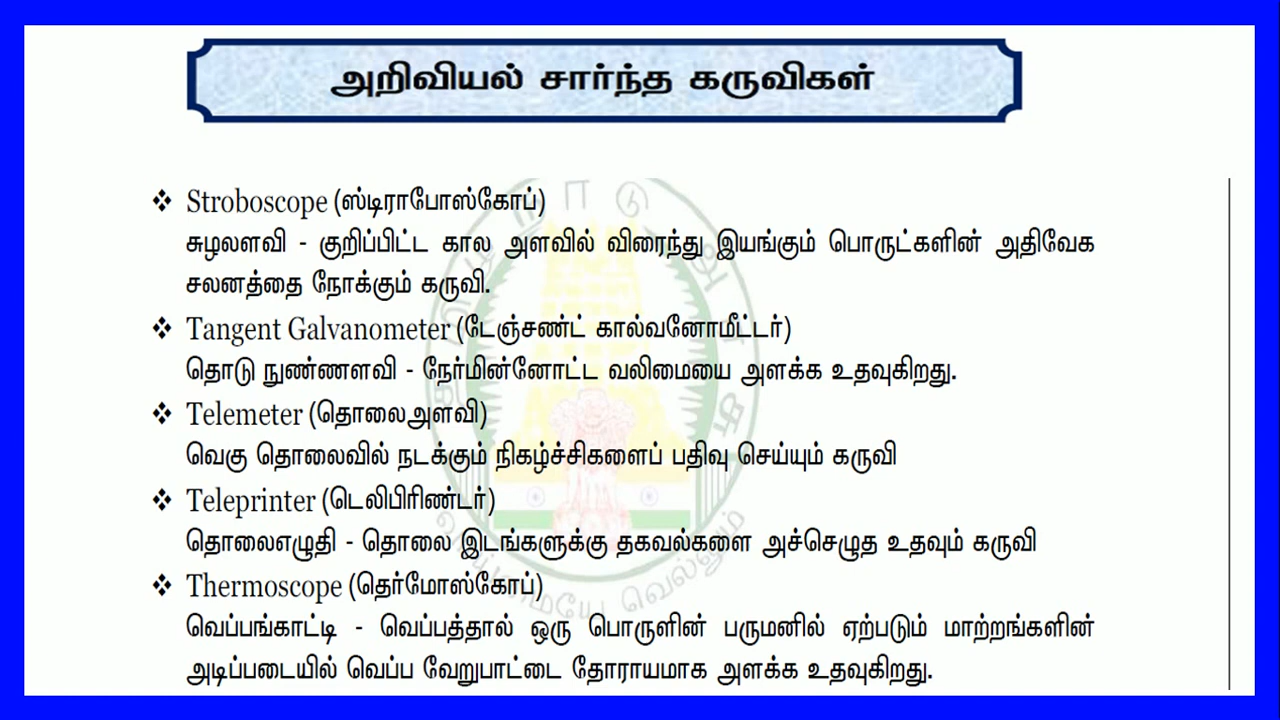 அறிவியல் சார்ந்த கருவிகள்
❖ Stroboscope (ஸ்டிராபோஸ்கோப்)
சுழலளவி - குறிப்பிட்ட கால அளவில் விரைந்து இயங்கும் பொருட்களின் அதிவேக
சலனத்தை நோக்கும் கருவி.
❖ Tangent Galvanometer (டேஞ்சண்ட் கால்வனோமீட்டர்)
தொடு நுண்ணளவி - நேர்மின்னோட்ட வலிமையை அளக்க உதவுகிறது.
❖ Telemeter (தொலைஅளவி)
வெகு தொலைவில் நடக்கும் நிகழ்ச்சிகளைப் பதிவு செய்யும் கருவி
❖ Teleprinter (டெலிபிரிண்டர்)
தொலைஎழுதி - தொலை இடங்களுக்கு தகவல்களை அச்செழுத உதவும் கருவி
❖ Thermoscope (தெர்மோஸ்கோப்)
வெப்பங்காட்டி - வெப்பத்தால் ஒரு பொருளின் பருமனில் ஏற்படும் மாற்றங்களின்
அடிப்படையில் வெப்ப வேறுபாட்டை தோராயமாக அளக்க உதவுகிறது.
தமிழ் நாடு அரசு
வாய்மையே வெல்லும்